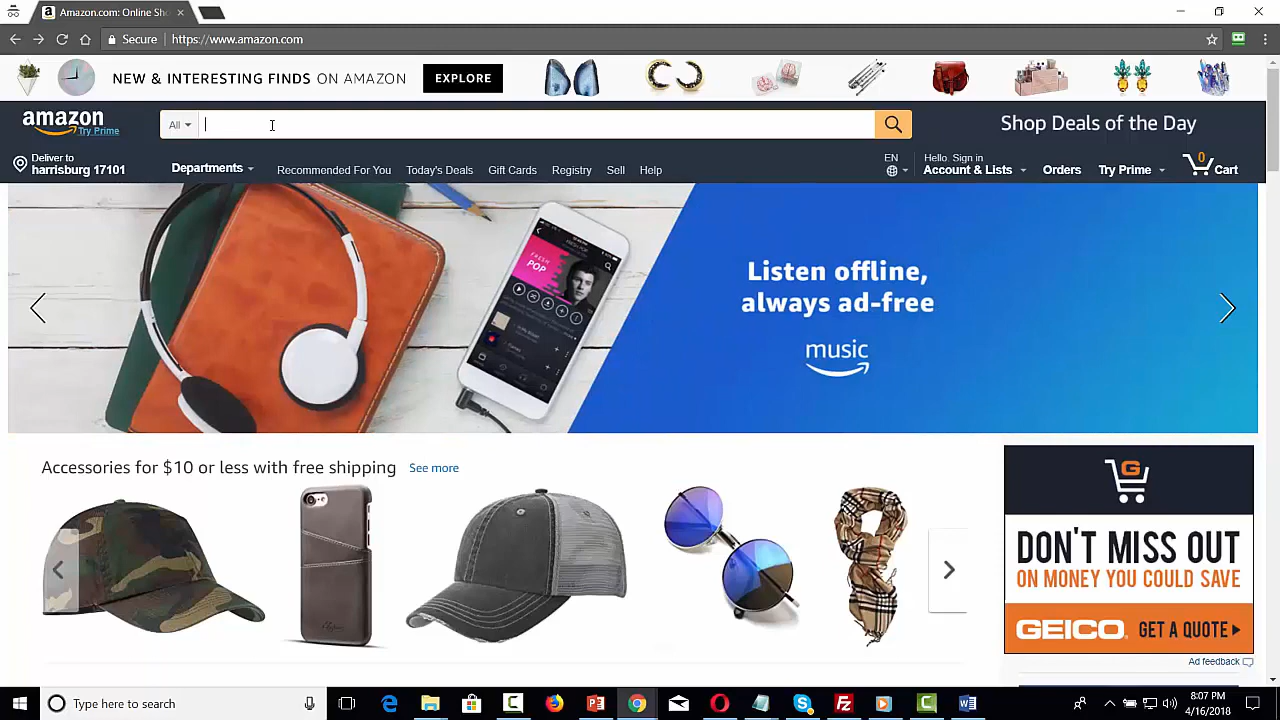 Amazon.com: Online Sho
Secure
https://www.amazon.com
NEW & INTERESTING FINDS ON AMAZON
EXPLORE
amazon
Try Prime
All
Shop Deals of the Day
Deliver to
harrisburg 17101
Departments
Recommended For You
Today's Deals
Gift Cards
Registry
Sell
Help
EN
Hello. Sign in
Account & Lists
Orders
Try Prime
0
Cart
FRESH
POP
Listen offline,
always ad-free
music
Accessories for $10 or less with free shipping
See more
G
DON'T MISS OUT
ON MONEY YOU COULD SAVE
GEICO
GET A QUOTE
Ad feedback
Type here to search
8:07 PM
4/16/2018